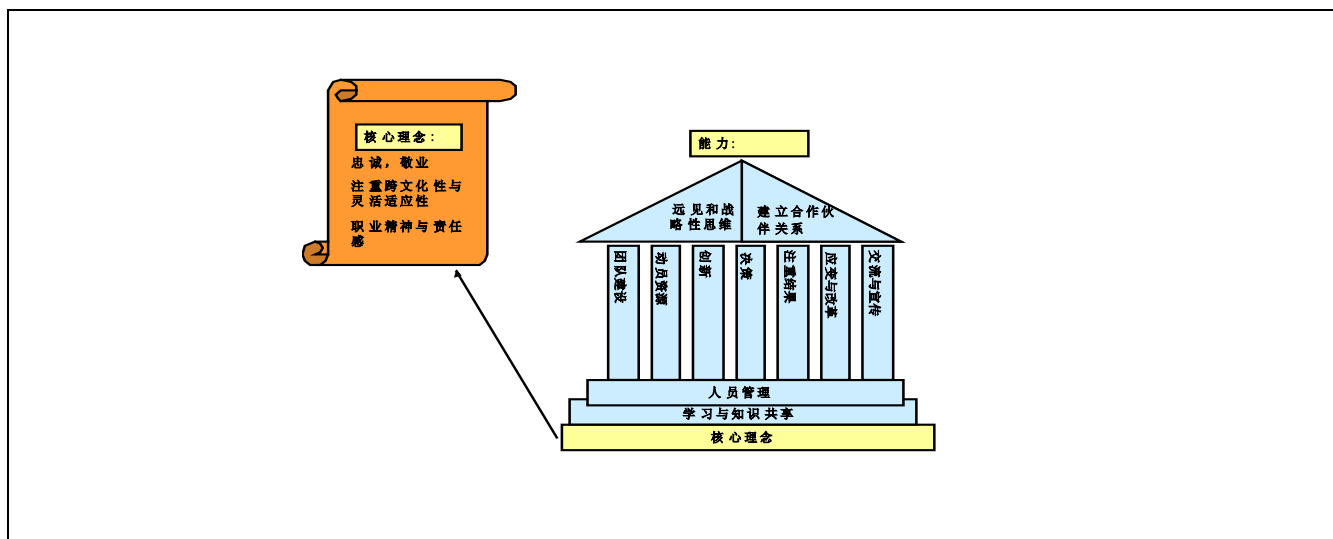 核心理念：
忠诚，敬业
注重跨文化性与
灵活适应性
职业精神与责任
感
能力：
远见和战
略性思维
建立合作伙
伴关系
团队建设
动员资源
创新
决策
注重结果
应变与改革
交流与宣传
人员管理
学习与知识共享
核心理念